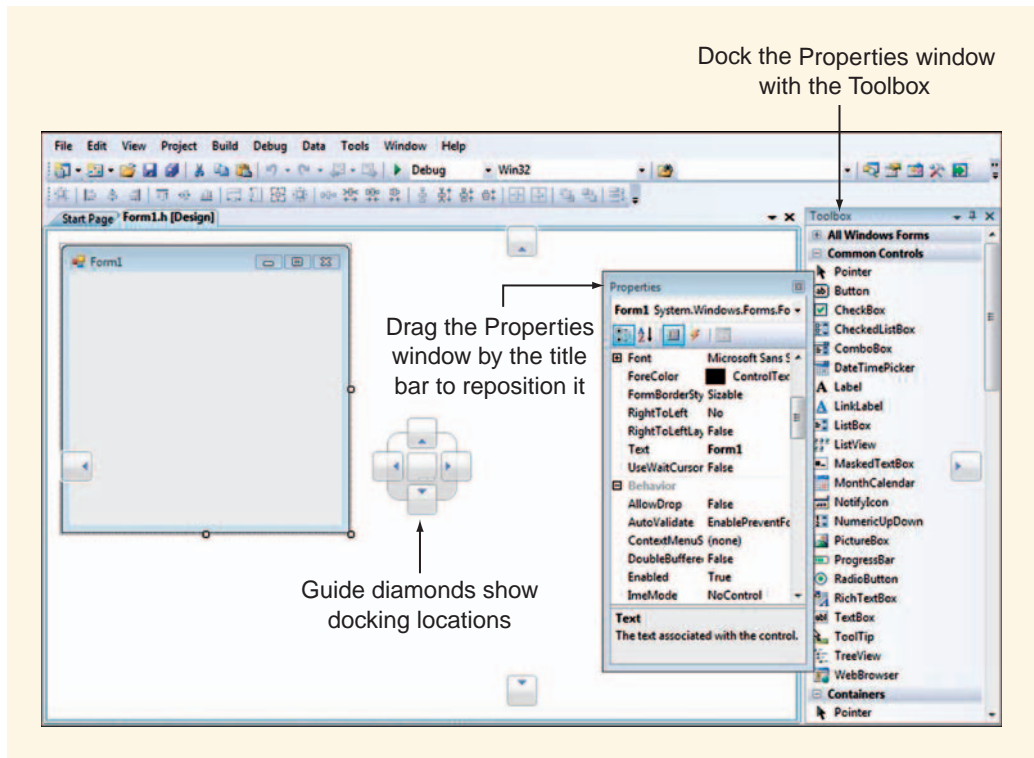 Dock the Properties window
with the Toolbox
File Edit View Project Build Debug Data Tools Window Help
Debug Win32
Start Page Form1.h [Design]
Toolbox
Form1
All Windows Forms
Common Controls
Pointer
Button
CheckBox
CheckedListBox
ComboBox
DateTimePicker
Label
LinkLabel
ListBox
ListView
MaskedTextBox
MonthCalendar
NotifyIcon
NumericUpDown
PictureBox
ProgressBar
RadioButton
RichTextBox
TextBox
ToolTip
TreeView
WebBrowser
Containers
Pointer
Drag the Properties
window by the title
bar to reposition it
Properties
Form1 System.Windows.Forms.Fo
Font Microsoft Sans S
ForeColor ControlTex
FormBorderSty Sizable
RightToLeft No
RightToLeftLay False
Text Form1
UseWaitCursor False
Behavior
AllowDrop False
AutoValidate EnablePreventFo
ContextMenuS (none)
DoubleBuffere False
Enabled True
ImeMode NoControl
Text
The text associated with the control.
Guide diamonds show
docking locations